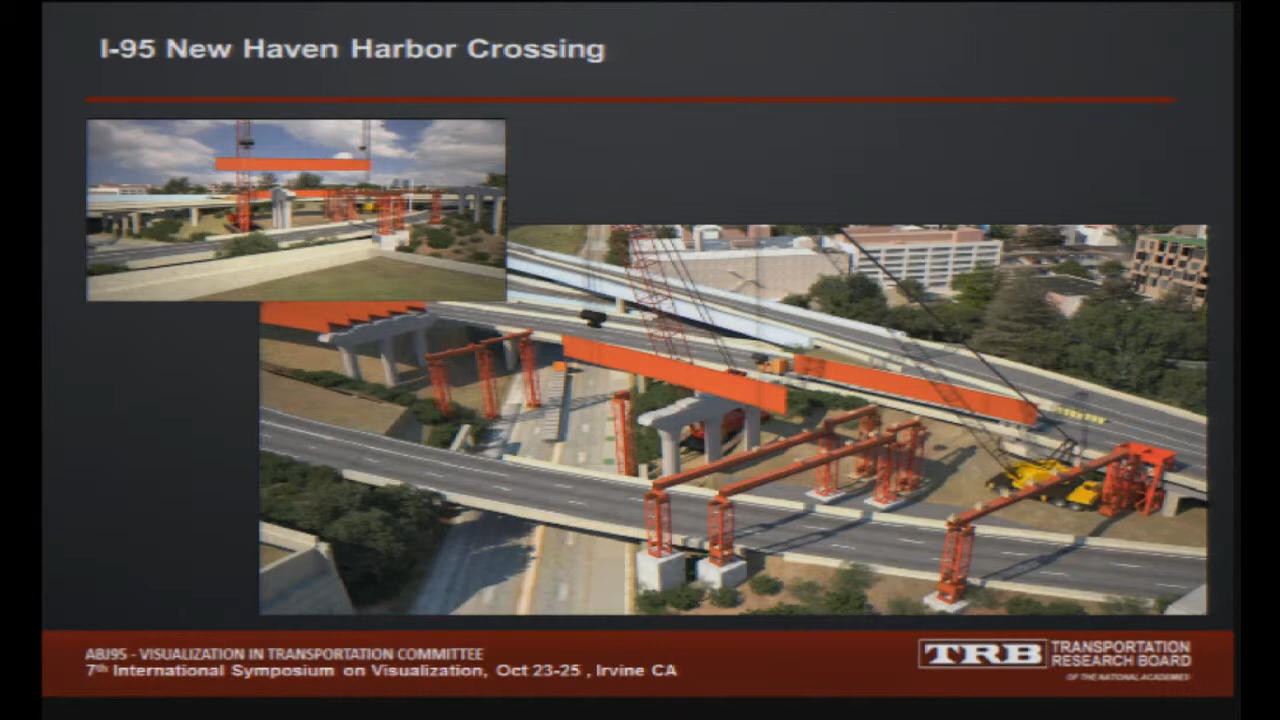 I-95 New Haven Harbor Crossing
ABJ95 - VISUALIZATION IN TRANSPORTATION COMMITTEE
7th International Symposium on Visualization, Oct 23-25 , Irvine CA
TRB TRANSPORTATION
RESEARCH BOARD
OF THE NATIONAL ACADEMIES